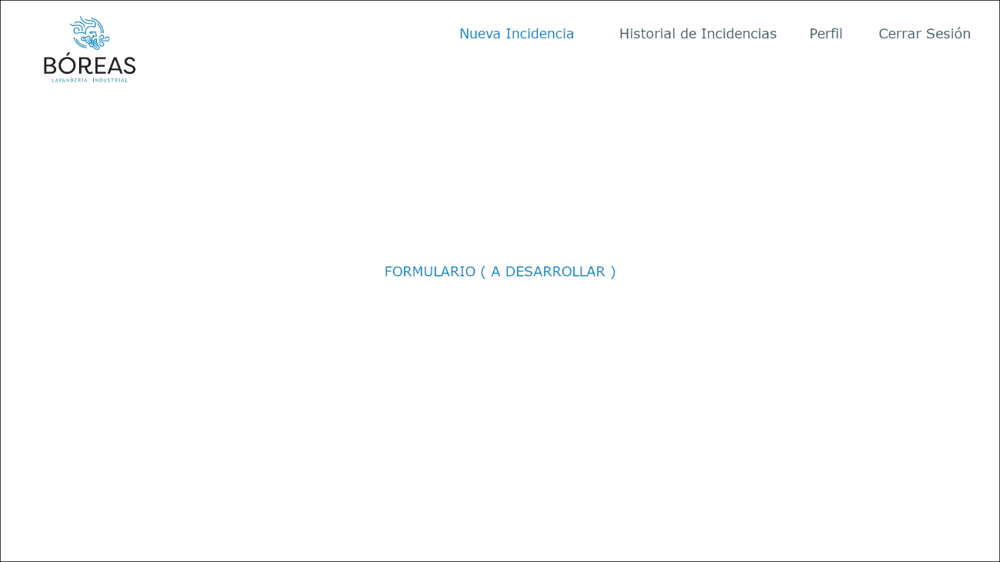 BÓREAS
LAVANDERÍA INDUSTRIAL
Nueva Incidencia
Historial de Incidencias
Perfil
Cerrar Sesión
FORMULARIO ( A DESARROLLAR )